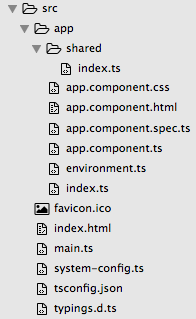 src
app
shared
index.ts
app.component.css
app.component.html
app.component.spec.ts
app.component.ts
environment.ts
index.ts
favicon.ico
index.html
main.ts
system-config.ts
tsconfig.json
typings.d.ts